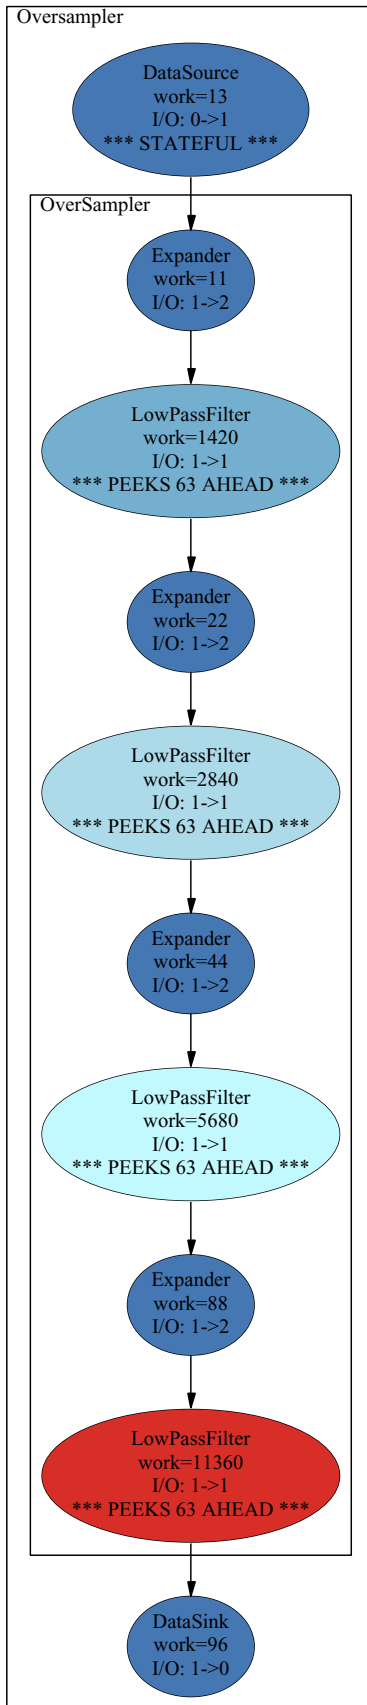 Oversampler
DataSource
work=13
I/O: 0->1
*** STATEFUL ***
OverSampler
Expander
work=11
I/O: 1->2
LowPassFilter
work=1420
I/O: 1->1
*** PEEKS 63 AHEAD ***
Expander
work=22
I/O: 1->2
LowPassFilter
work=2840
I/O: 1->1
*** PEEKS 63 AHEAD ***
Expander
work=44
I/O: 1->2
LowPassFilter
work=5680
I/O: 1->1
*** PEEKS 63 AHEAD ***
Expander
work=88
I/O: 1->2
LowPassFilter
work=11360
I/O: 1->1
*** PEEKS 63 AHEAD ***
DataSink
work=96
I/O: 1->0